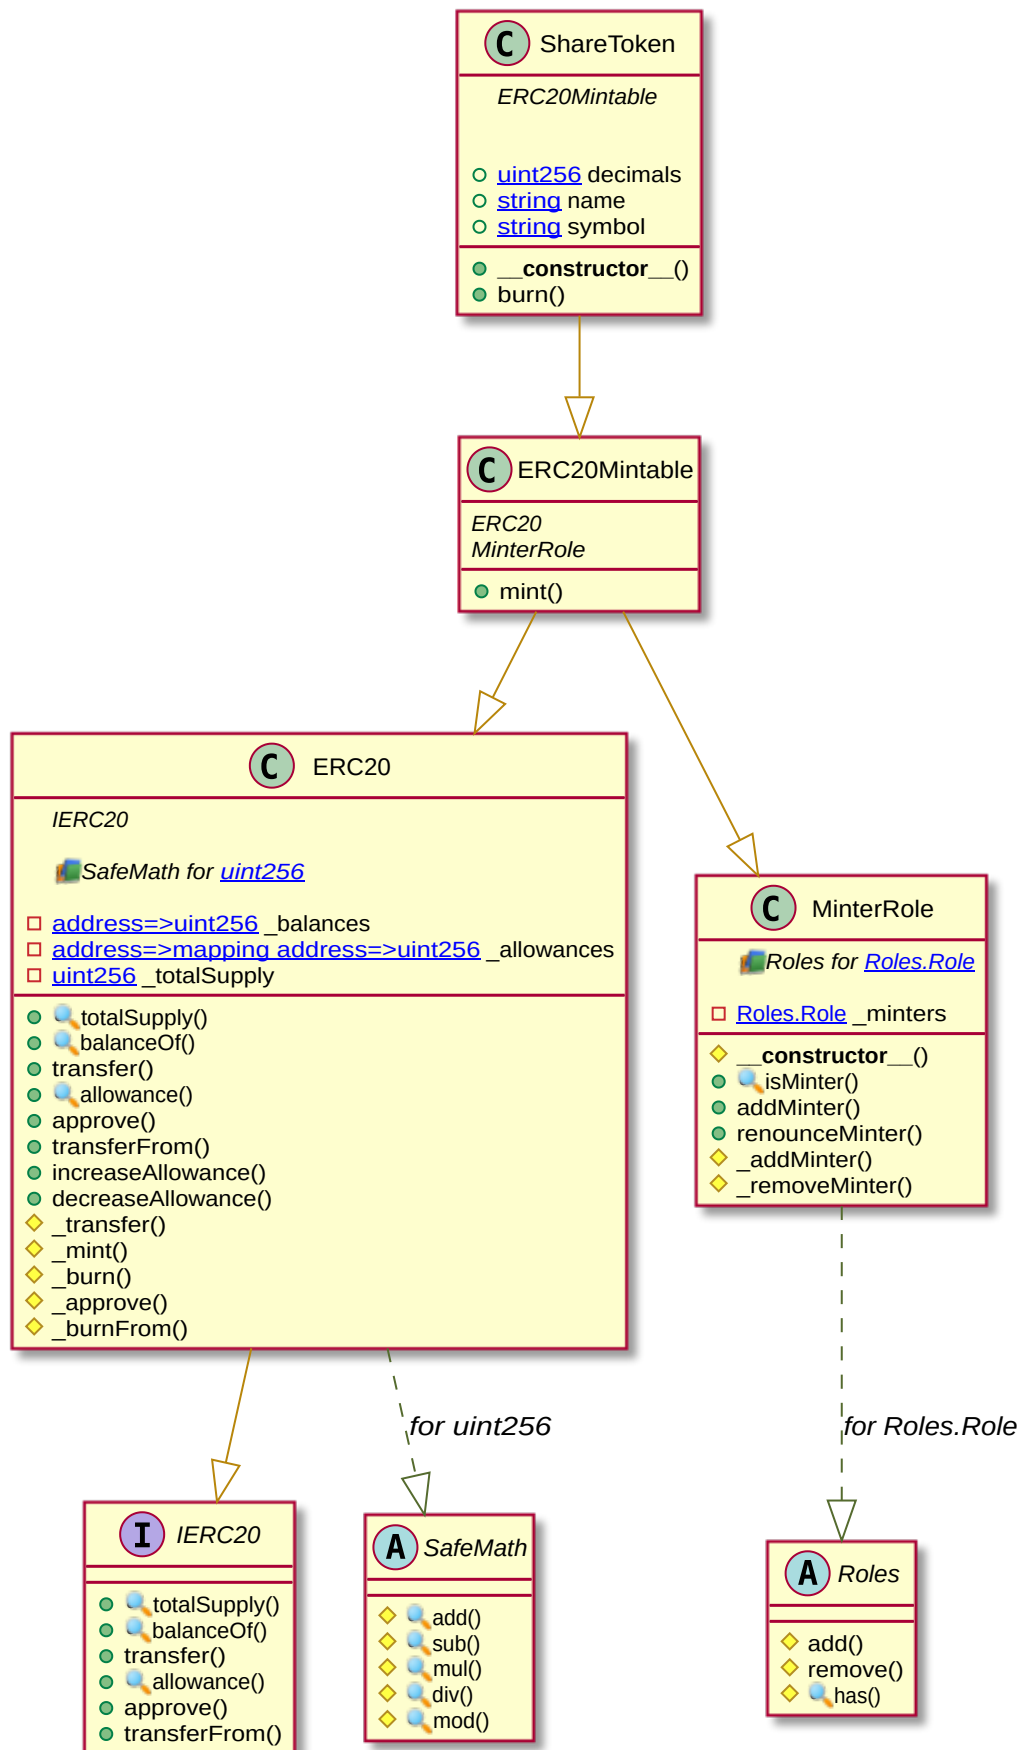 C ShareToken
ERC20Mintable
uint256 decimals
string name
string symbol
__constructor__()
burn()
C ERC20Mintable
ERC20
MinterRole
mint()
C ERC20
IERC20
SafeMath for uint256
address=>uint256 _balances
address=>mapping address=>uint256 _allowances
uint256 _totalSupply
totalSupply()
balanceOf()
transfer()
allowance()
approve()
transferFrom()
increaseAllowance()
decreaseAllowance()
_transfer()
_mint()
_burn()
_approve()
_burnFrom()
C MinterRole
Roles for Roles.Role
Roles.Role _minters
__constructor__()
isMinter()
addMinter()
renounceMinter()
_addMinter()
_removeMinter()
for uint256
for Roles.Role
I IERC20
totalSupply()
balanceOf()
transfer()
allowance()
approve()
transferFrom()
A SafeMath
add()
sub()
mul()
div()
mod()
A Roles
add()
remove()
has()